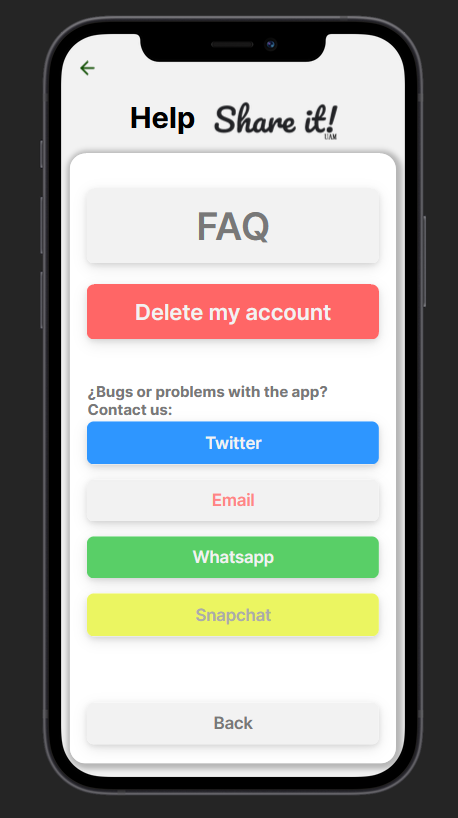 Help Share it!
UAM
FAQ
Delete my account
¿Bugs or problems with the app?
Contact us:
Twitter
Email
Whatsapp
Snapchat
Back